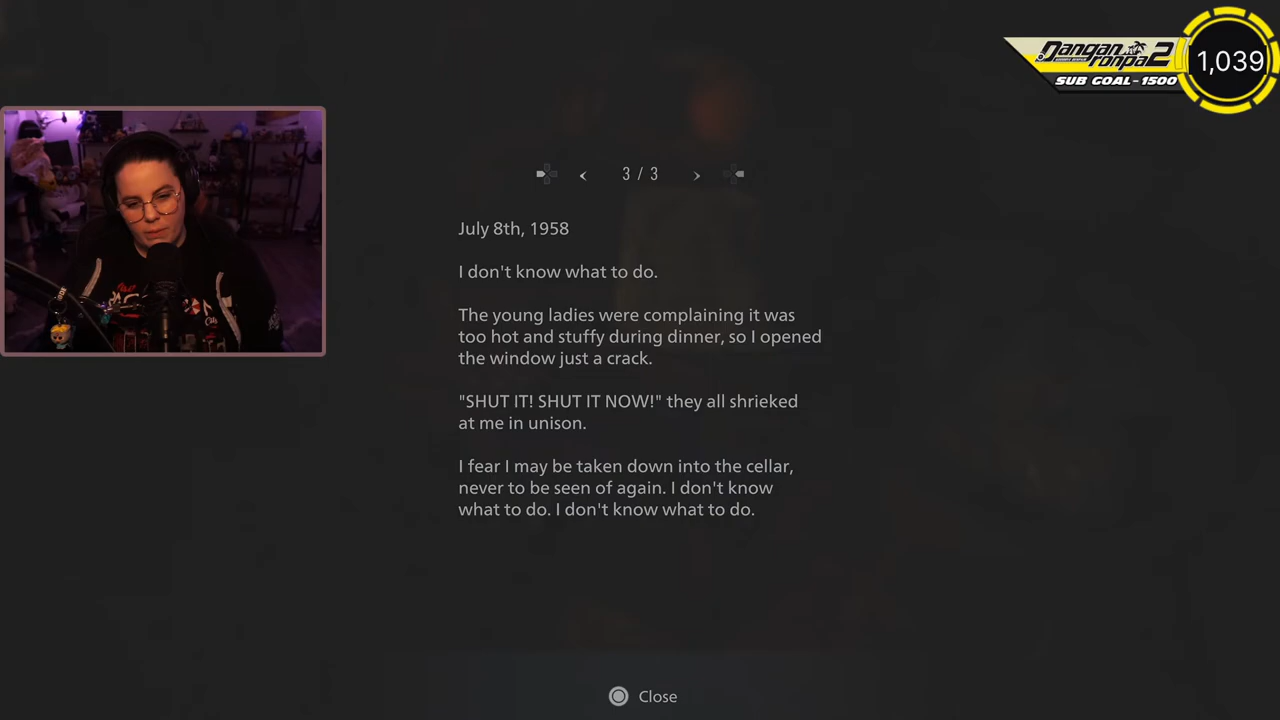 Dangan
ronpa 2
SUB GOAL-1500
1,039
3 / 3
July 8th, 1958
I don't know what to do.
The young ladies were complaining it was
too hot and stuffy during dinner, so I opened
the window just a crack.
"SHUT IT! SHUT IT NOW!" they all shrieked
at me in unison.
I fear I may be taken down into the cellar,
never to be seen of again. I don't know
what to do. I don't know what to do.
Close